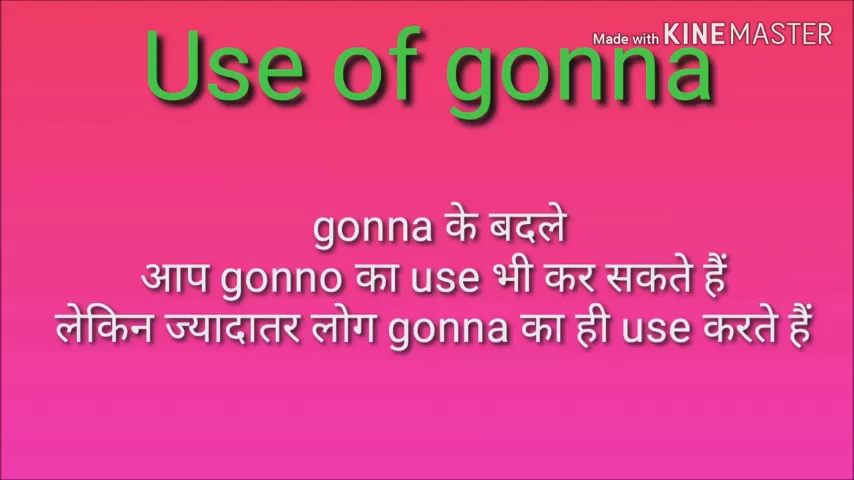 Made with KINEMASTER
Use of gonna
gonna के बदले
आप gonno का use भी कर सकते हैं
लेकिन ज्यादातर लोग gonna का ही use करते हैं